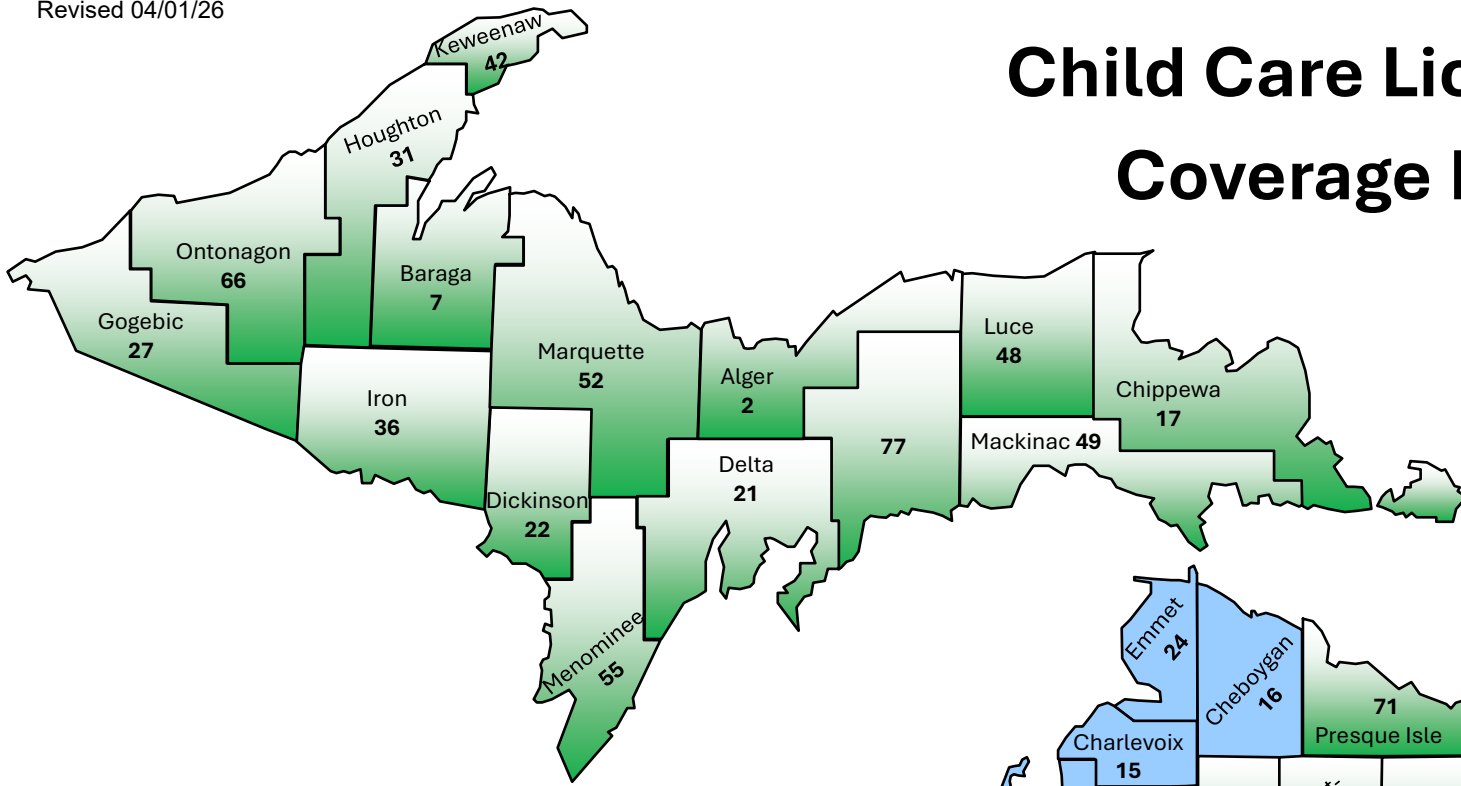 Revised 04/01/26
Child Care Lic
Coverage
Keweenaw
42
Houghton
31
Ontonagon
66
Baraga
7
Gogebic
27
Marquette
52
Iron
36
Alger
2
Luce
48
Chippewa
17
77
Mackinac 49
Delta
21
Dickinson
22
Menominee
55
Emmet
24
Cheboygan
16
71
Presque Isle
Charlevoix
15